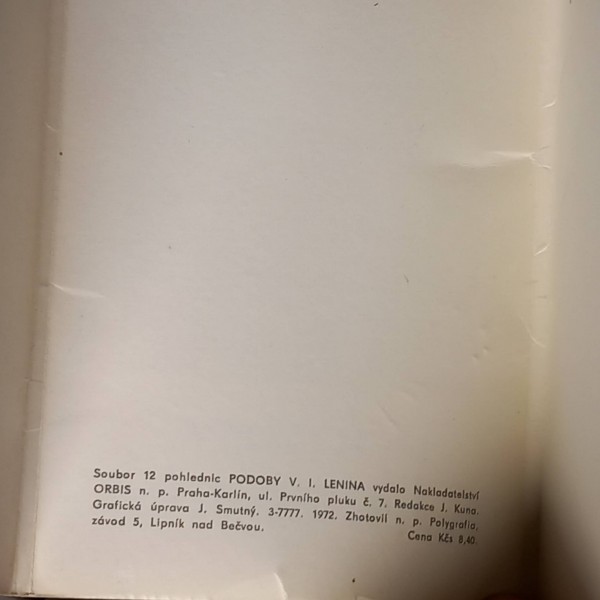 Soubor 12 pohlednic PODOBY V. I. LENINA vydalo Nakladatelství
ORBIS n. p. Praha-Karlín, ul. Prvního pluku č. 7. Redakce J. Kuna.
Grafická úprava J. Smutný. 3-7777. 1972. Zhotovil n. p. Polygrafia,
závod 5, Lipník nad Bečvou. Cena Kčs 8,40.